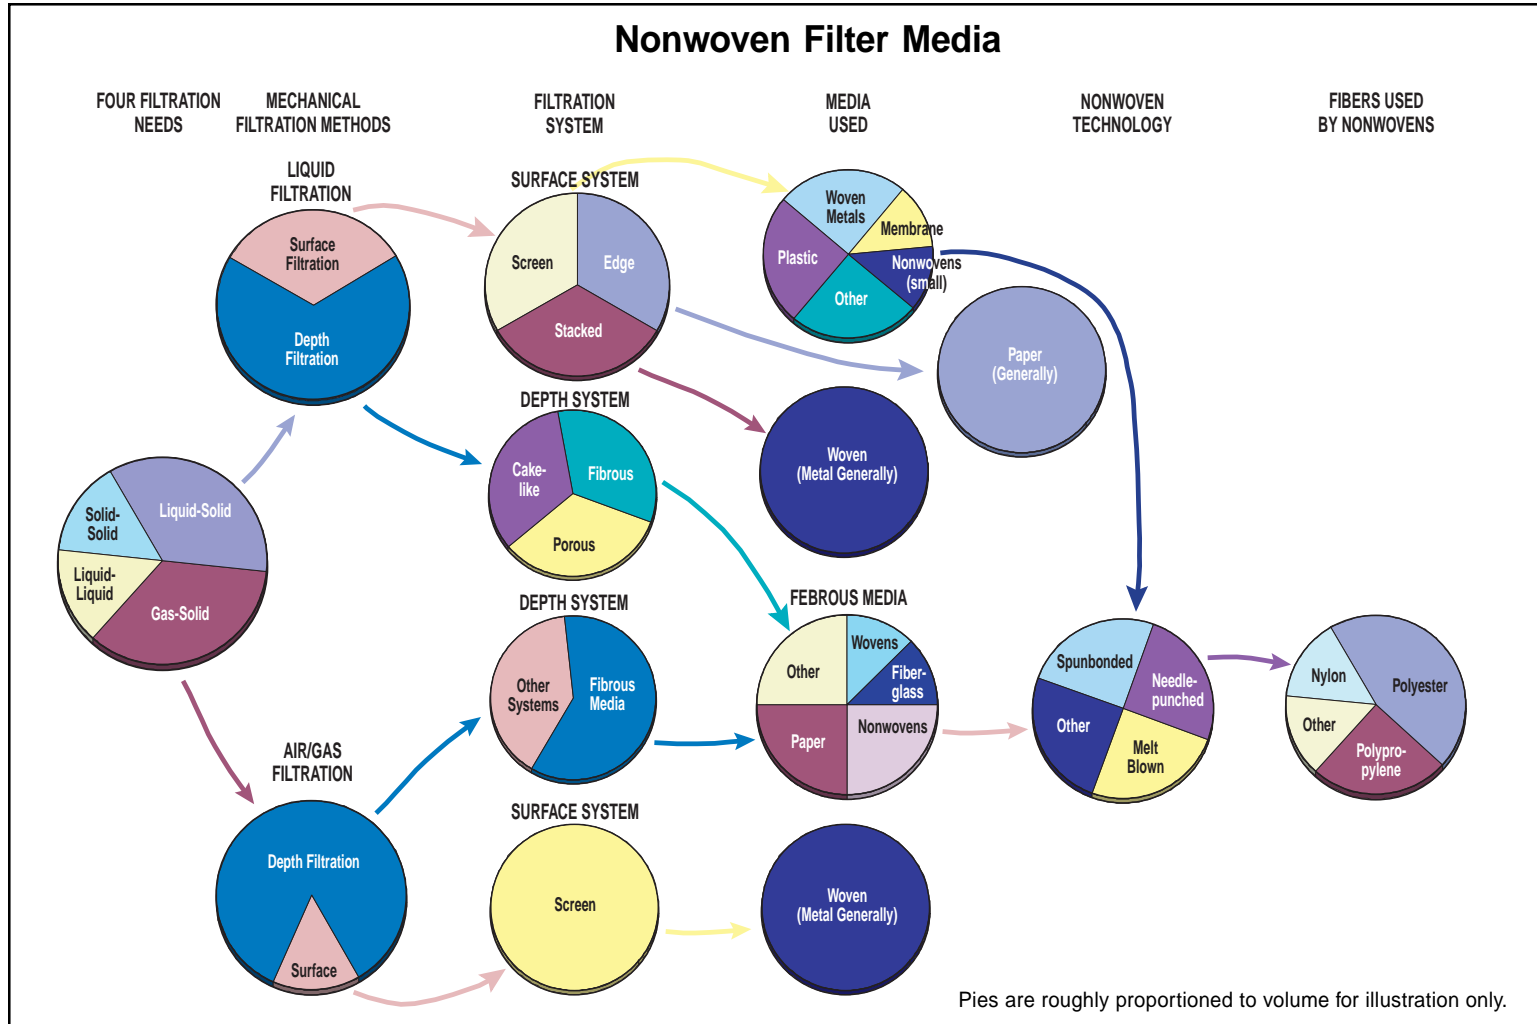 Nonwoven Filter Media
FOUR FILTRATION
NEEDS
MECHANICAL
FILTRATION METHODS
FILTRATION
SYSTEM
MEDIA
USED
NONWOVEN
TECHNOLOGY
FIBERS USED
BY NONWOVENS
LIQUID
FILTRATION
Surface
Filtration
Depth
Filtration
SURFACE SYSTEM
Screen
Edge
Stacked
Woven
Metals
Membrane
Plastic
Nonwovens
(small)
Other
Paper
(Generally)
DEPTH SYSTEM
Cake-
like
Fibrous
Porous
Woven
(Metal Generally)
Solid-
Solid
Liquid-Solid
Liquid-
Liquid
Gas-Solid
DEPTH SYSTEM
Other
Systems
Fibrous
Media
FEBROUS MEDIA
Other
Wovens
Fiber-
glass
Paper
Nonwovens
Spunbonded
Needle-
punched
Other
Melt
Blown
Nylon
Polyester
Other
Polypro-
pylene
AIR/GAS
FILTRATION
Depth Filtration
Surface
SURFACE SYSTEM
Screen
Woven
(Metal Generally)
Pies are roughly proportioned to volume for illustration only.